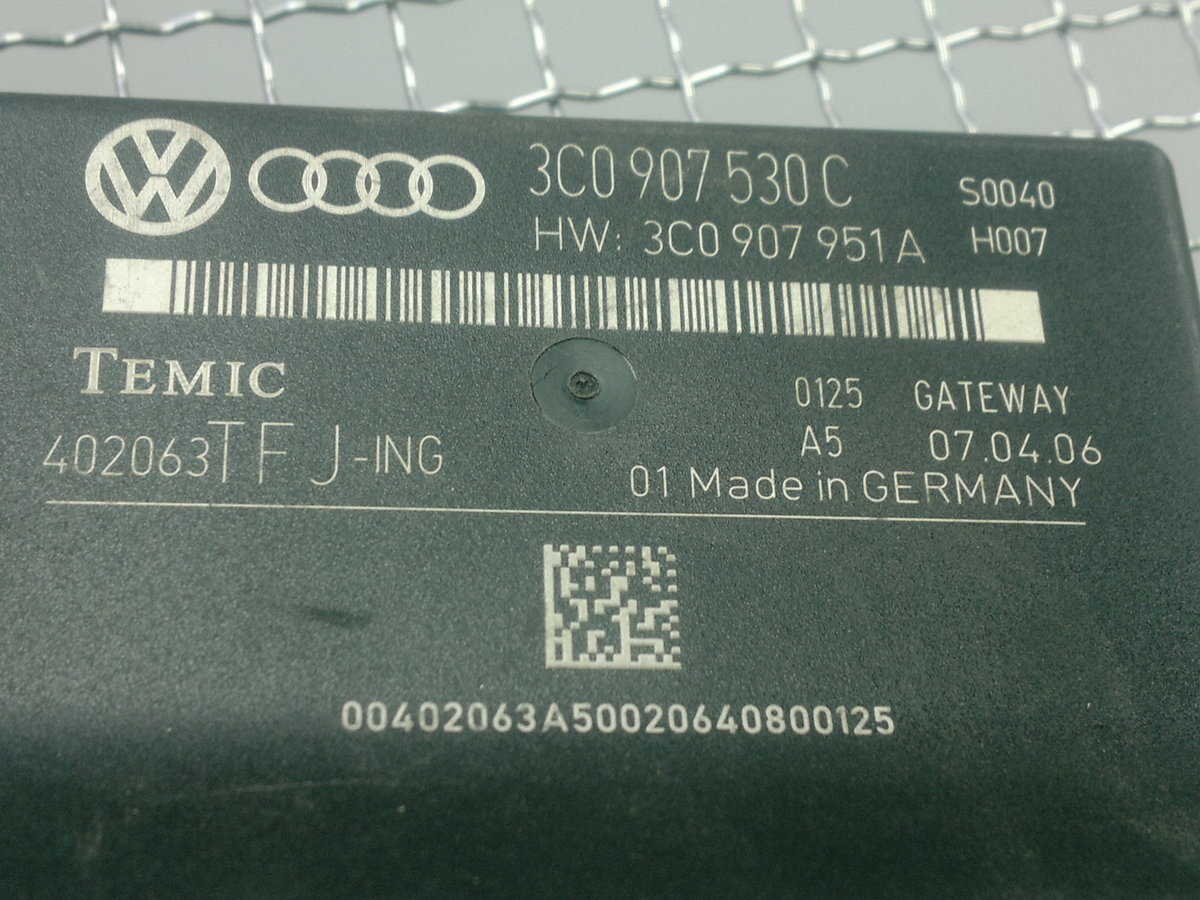 3C0 907 530 C S0040
HW: 3C0 907 951 A H007
TEMIC 0125 GATEWAY
402063TFJ-ING A5 07.04.06
01 Made in GERMANY
00402063A50020640800125